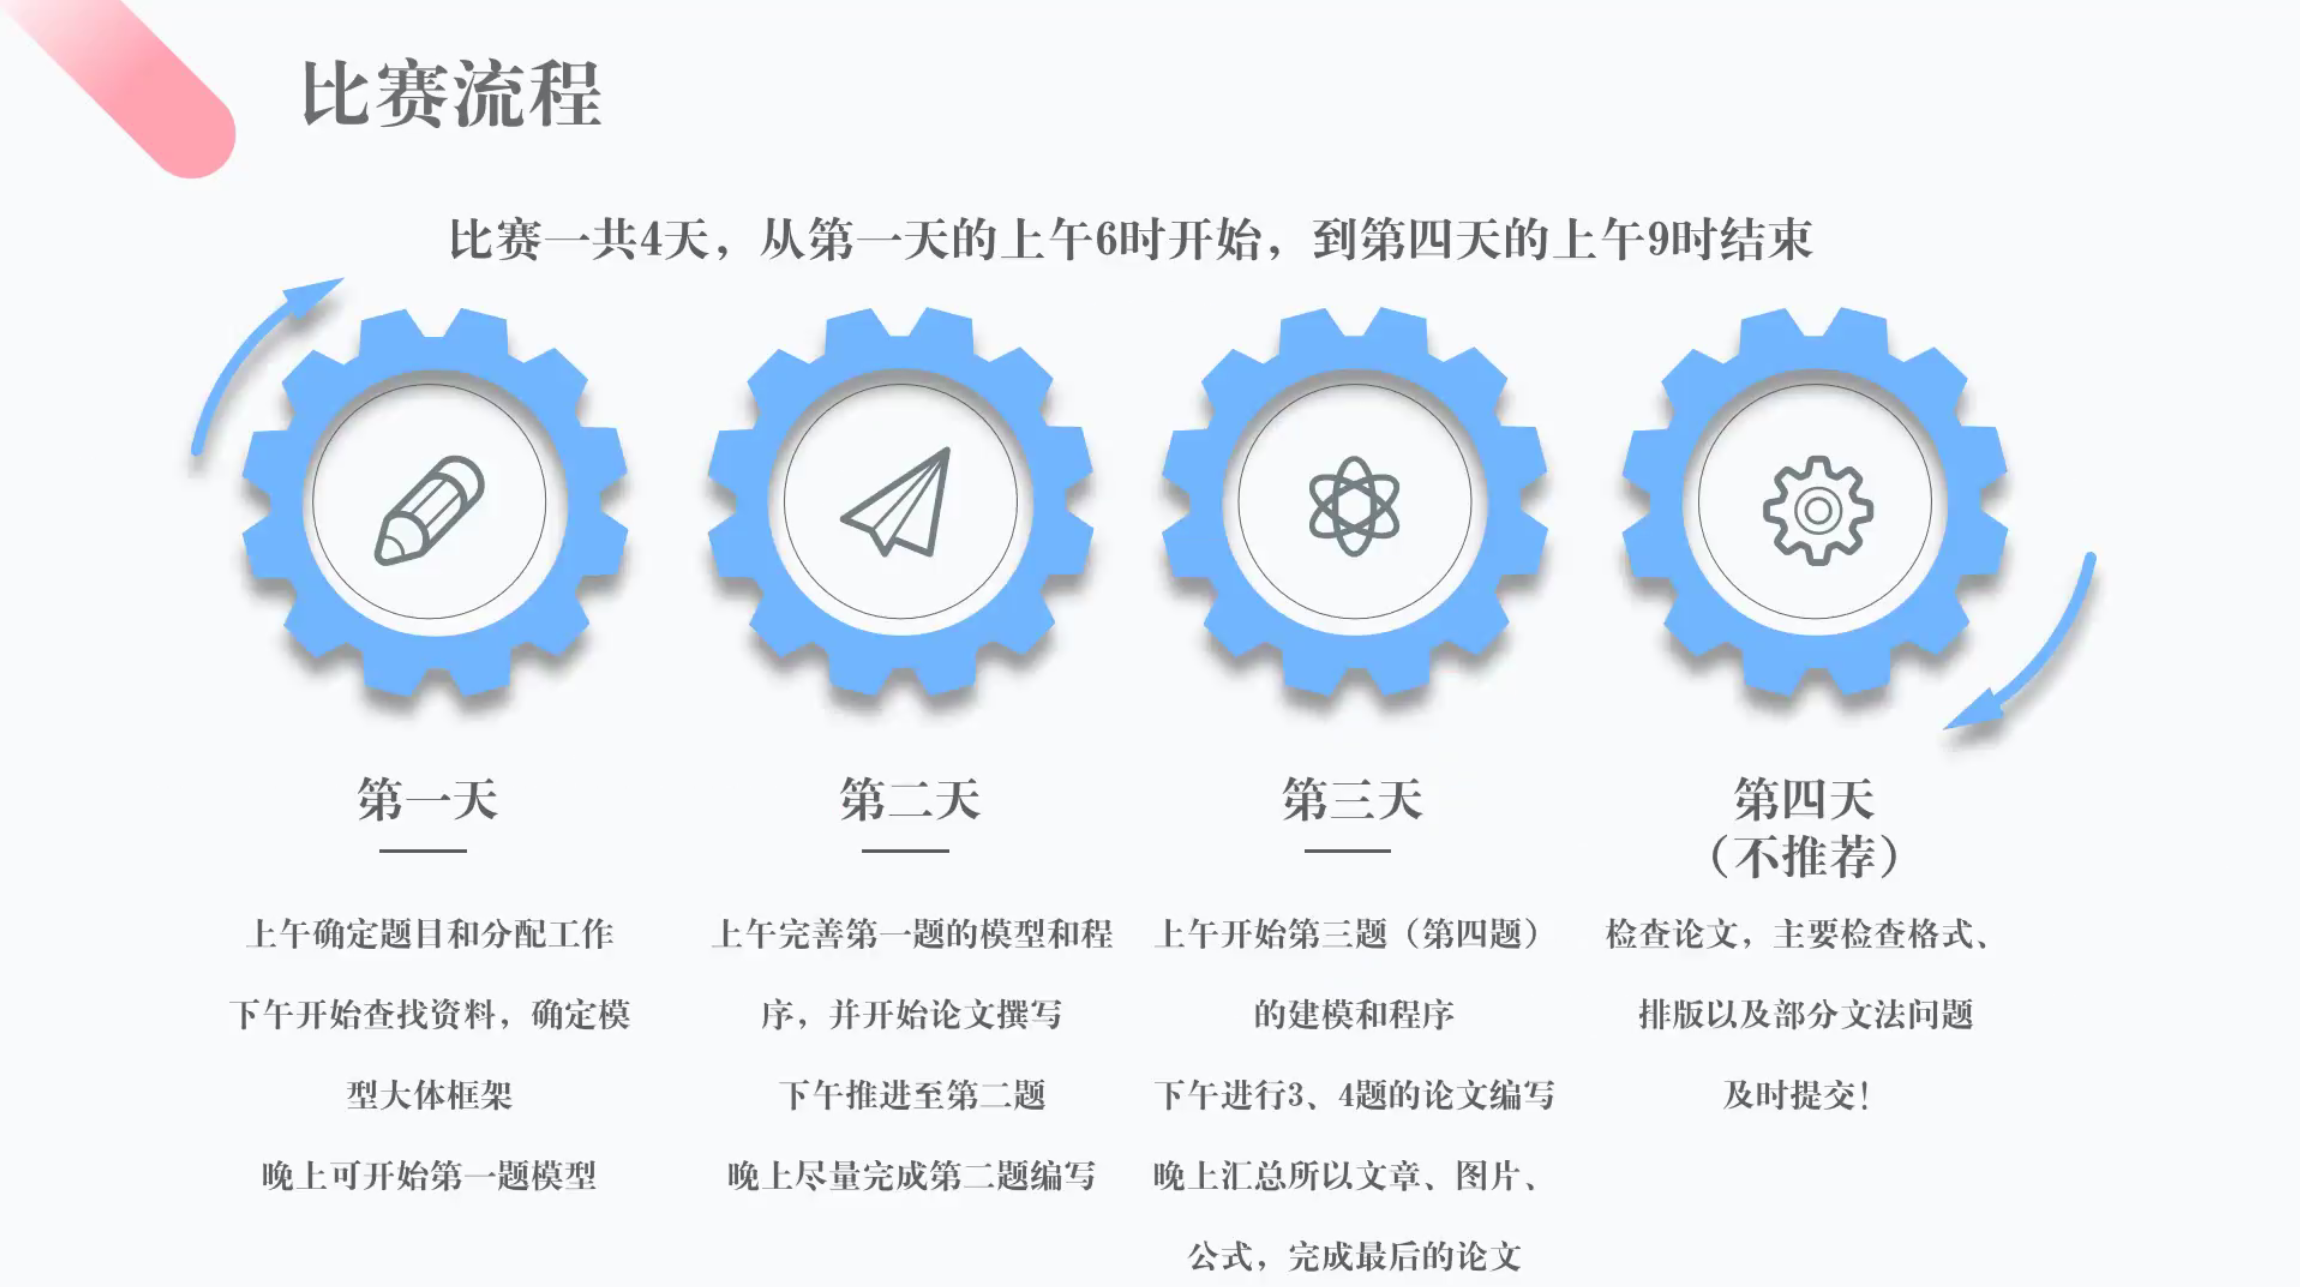 比赛流程
比赛一共4天，从第一天的上午6时开始，到第四天的上午9时结束
第一天
上午确定题目和分配工作
下午开始查找资料，确定模
型大体框架
晚上可开始第一题模型
第二天
上午完善第一题的模型和程
序，并开始论文撰写
下午推进至第二题
晚上尽量完成第二题编写
第三天
上午开始第三题（第四题）
的建模和程序
下午进行3、4题的论文编写
晚上汇总所以文章、图片、
公式，完成最后的论文
第四天
（不推荐）
检查论文，主要检查格式、
排版以及部分文法问题
及时提交！